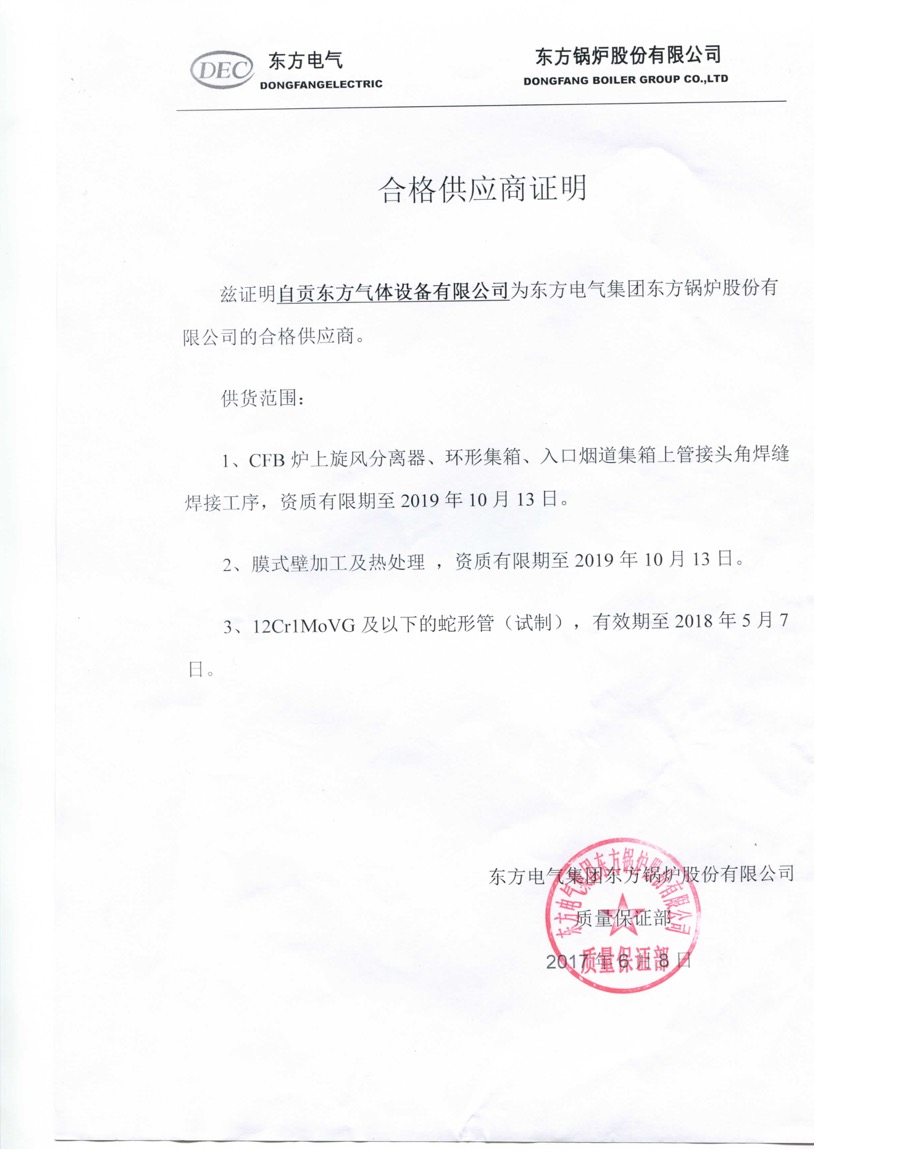 DEC 东方电气
DONGFANGELECTRIC
东方锅炉股份有限公司
DONGFANG BOILER GROUP CO.,LTD
合格供应商证明
兹证明自贡东方气体设备有限公司为东方电气集团东方锅炉股份有
限公司的合格供应商。
供货范围：
1、CFB 炉上旋风分离器、环形集箱、入口烟道集箱上管接头角焊缝
焊接工序，资质有限期至 2019 年 10 月 13 日。
2、膜式壁加工及热处理 ，资质有限期至 2019 年 10 月 13 日。
3、12Cr1MoVG 及以下的蛇形管（试制），有效期至 2018 年 5 月 7
日。
东方电气集团东方锅炉股份有限公司
质量保证部
2017 年 6 月 8 日
东方电气集团东方锅炉股份有限公司
质量保证部